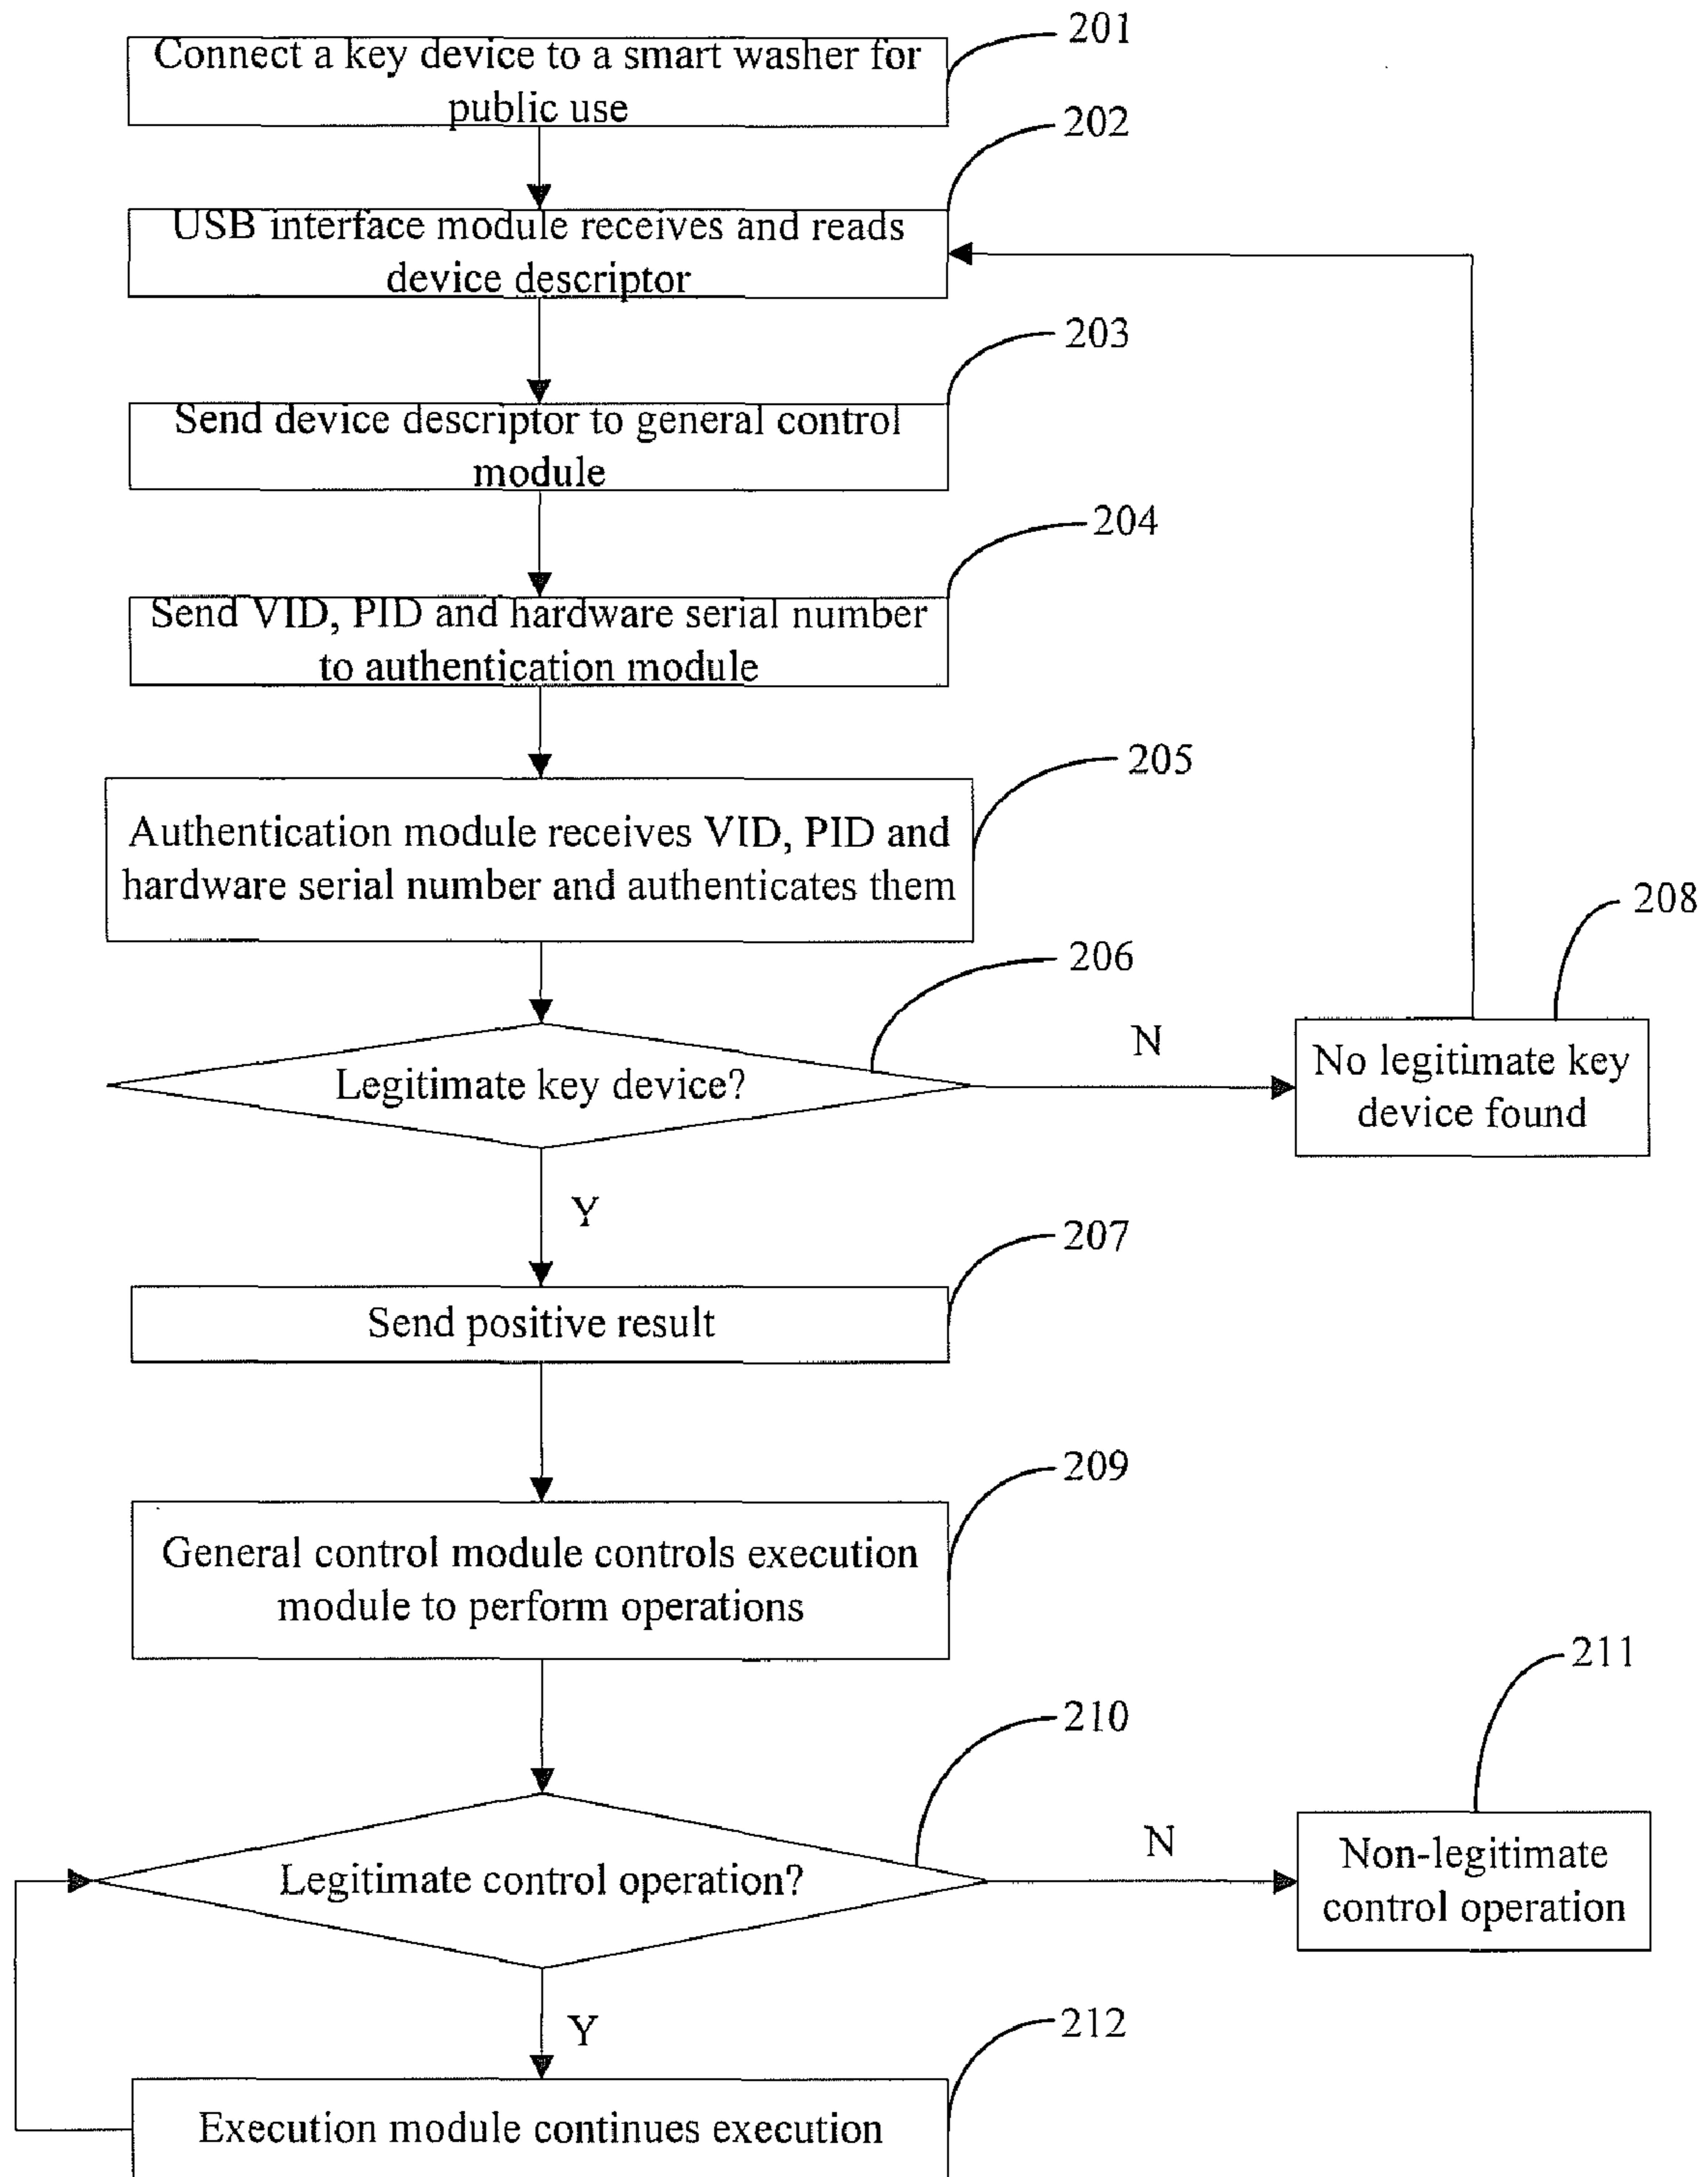 201
Connect a key device to a smart washer for
public use
202
USB interface module receives and reads
device descriptor
203
Send device descriptor to general control
module
204
Send VID, PID and hardware serial number
to authentication module
205
Authentication module receives VID, PID and
hardware serial number and authenticates them
206
208
Legitimate key device?
N
No legitimate key
device found
Y
207
Send positive result
209
General control module controls execution
module to perform operations
210
211
Legitimate control operation?
N
Non-legitimate
control operation
Y
212
Execution module continues execution